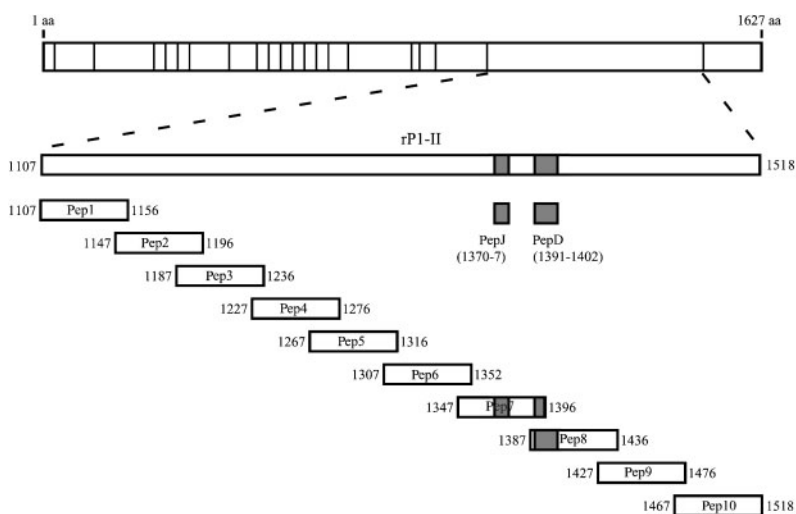 1 aa 1627 aa
rP1-II
1107 1518
1107 Pep1 1156
1147 Pep2 1196
PepJ PepD
(1370-7) (1391-1402)
1187 Pep3 1236
1227 Pep4 1276
1267 Pep5 1316
1307 Pep6 1352
1347 Pep7 1396
1387 Pep8 1436
1427 Pep9 1476
1467 Pep10 1518